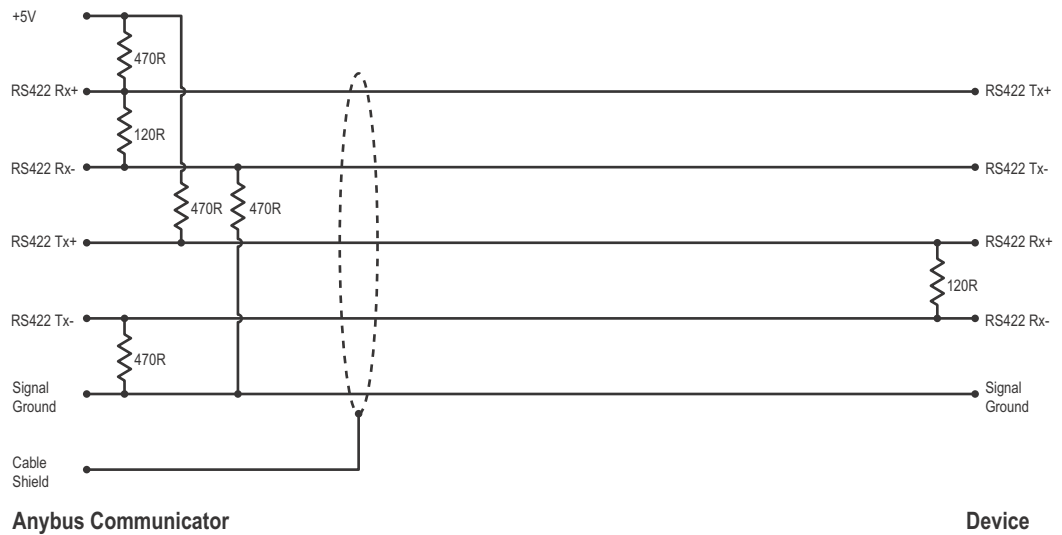 +5V
470R
RS422 Rx+
RS422 Tx+
120R
RS422 Rx-
RS422 Tx-
470R
470R
RS422 Tx+
RS422 Rx+
120R
RS422 Tx-
RS422 Rx-
470R
Signal
Ground
Signal
Ground
Cable
Shield
Anybus Communicator
Device